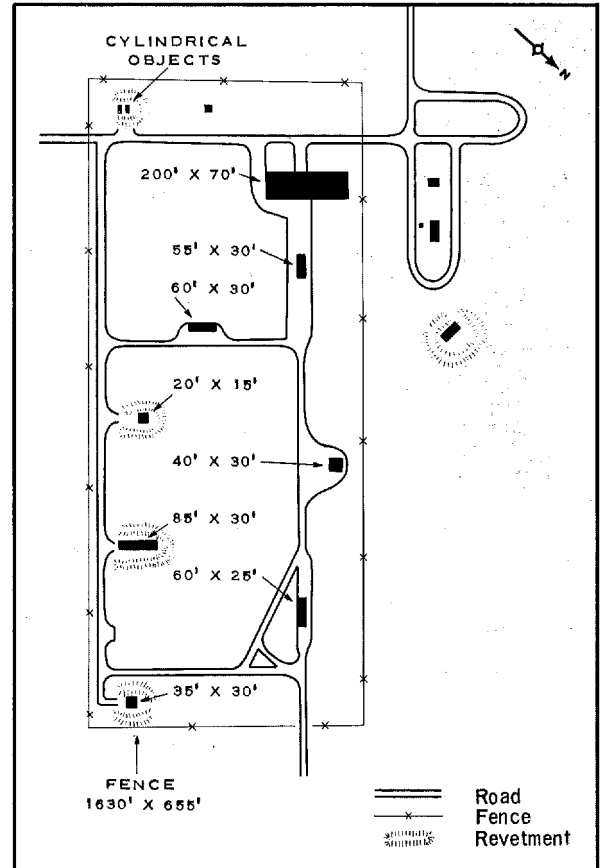 CYLINDRICAL
OBJECTS
N
200' X 70'
55' X 30'
60' X 30'
20' X 15'
40' X 30'
85' X 30'
60' X 25'
35' X 30'
FENCE
1630' X 655'
Road
Fence
Revetment